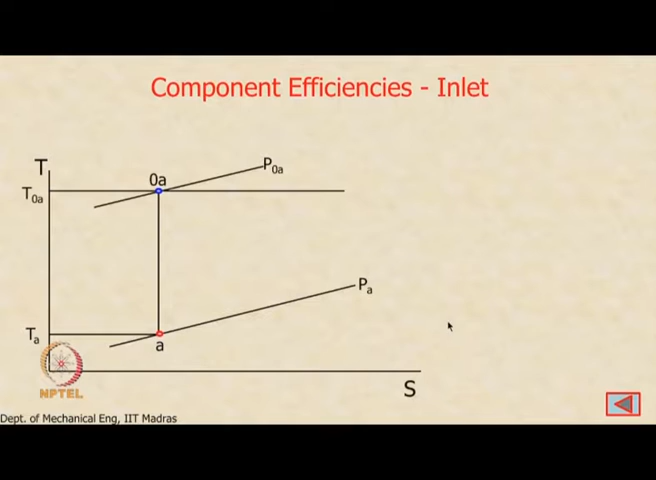 Component Efficiencies - Inlet
T
P0a
0a
T0a
Pa
Ta
a
NPTEL
S
Dept. of Mechanical Eng, IIT Madras